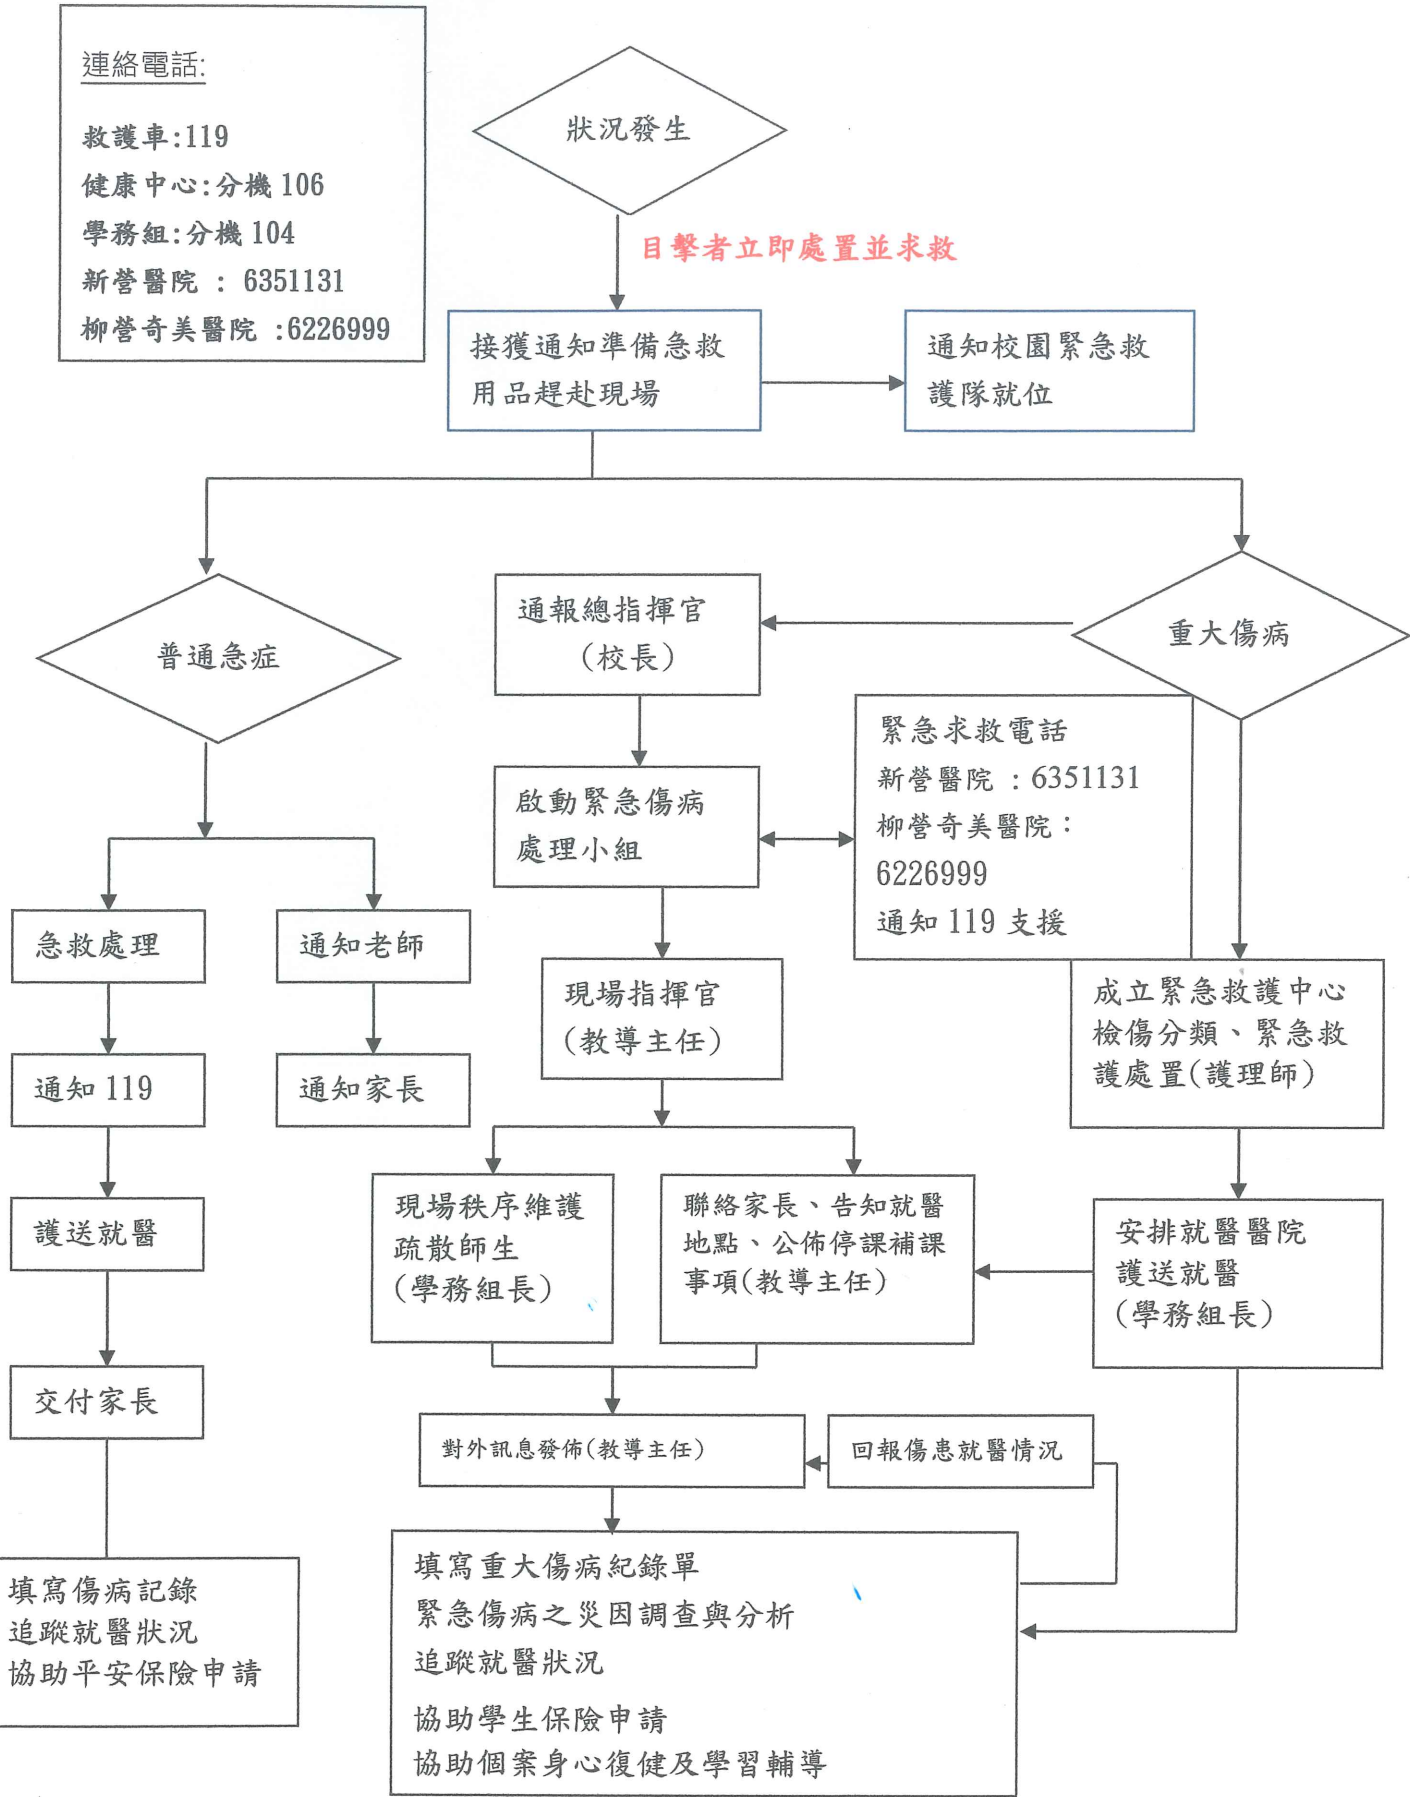 連絡電話:
救護車:119
健康中心:分機 106
學務組:分機 104
新營醫院 : 6351131
柳營奇美醫院 :6226999
狀況發生
目擊者立即處置並求救
接獲通知準備急救
用品趕赴現場
通知校園緊急救
護隊就位
普通急症
通報總指揮官
(校長)
重大傷病
啟動緊急傷病
處理小組
緊急求救電話
新營醫院 : 6351131
柳營奇美醫院:
6226999
通知 119 支援
急救處理
通知老師
現場指揮官
(教導主任)
成立緊急救護中心
檢傷分類、緊急救
護處置(護理師)
通知 119
通知家長
護送就醫
現場秩序維護
疏散師生
(學務組長)
聯絡家長、告知就醫
地點、公佈停課補課
事項(教導主任)
安排就醫醫院
護送就醫
(學務組長)
交付家長
對外訊息發佈(教導主任)
回報傷患就醫情況
填寫傷病記錄
追蹤就醫狀況
協助平安保險申請
填寫重大傷病紀錄單
緊急傷病之災因調查與分析
追蹤就醫狀況
協助學生保險申請
協助個案身心復健及學習輔導